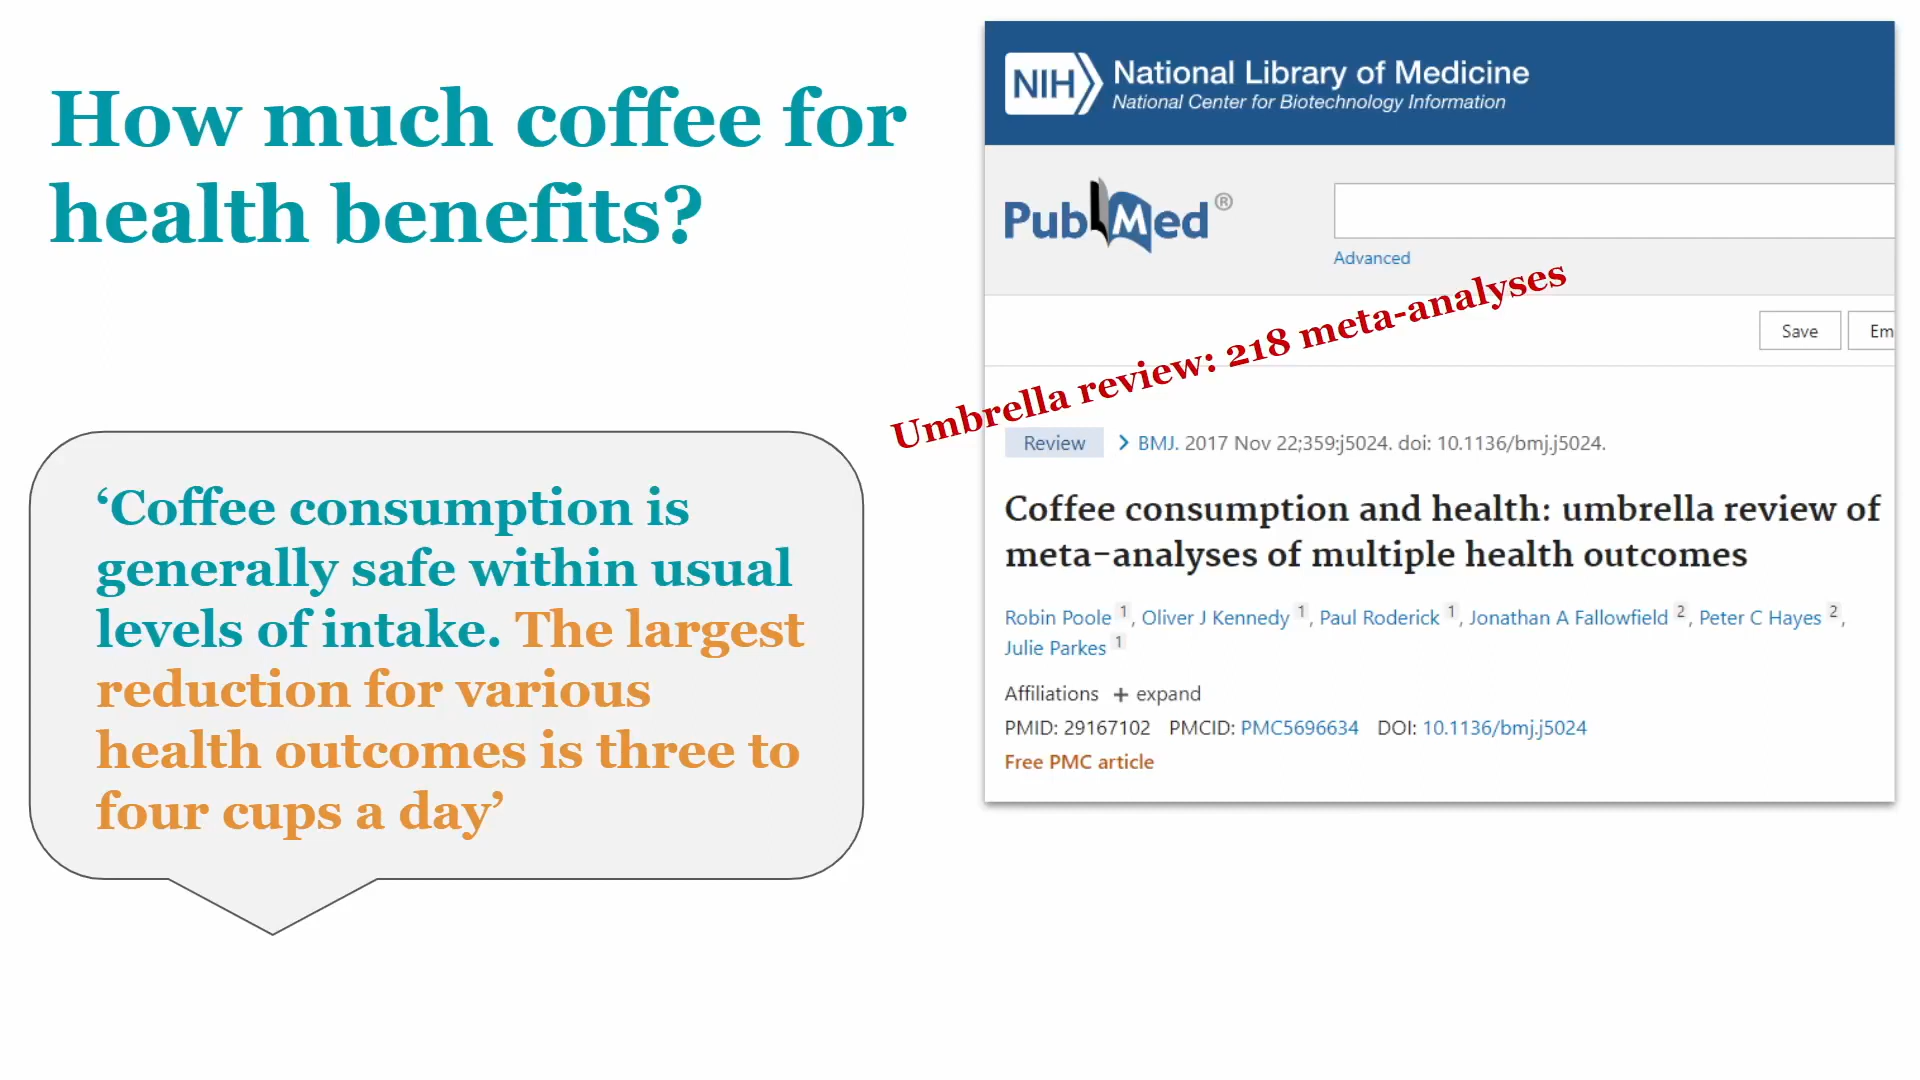 How much coffee for
health benefits?
‘Coffee consumption is
generally safe within usual
levels of intake. The largest
reduction for various
health outcomes is three to
four cups a day’
NIH National Library of Medicine
National Center for Biotechnology Information
PubMed®
Advanced
Umbrella review: 218 meta-analyses
Save
Em
Review
BMJ. 2017 Nov 22;359:j5024. doi: 10.1136/bmj.j5024.
Coffee consumption and health: umbrella review of
meta-analyses of multiple health outcomes
Robin Poole 1, Oliver J Kennedy 1, Paul Roderick 1, Jonathan A Fallowfield 2, Peter C Hayes 2,
Julie Parkes 1
Affiliations + expand
PMID: 29167102 PMCID: PMC5696634 DOI: 10.1136/bmj.j5024
Free PMC article